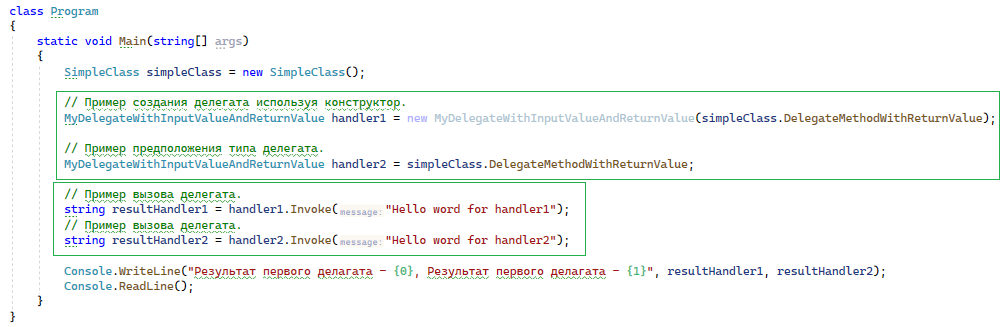 class Program
{
    static void Main(string[] args)
    {
        SimpleClass simpleClass = new SimpleClass();
        // Пример создания делегата используя конструктор.
        MyDelegateWithInputValueAndReturnValue handler1 = new MyDelegateWithInputValueAndReturnValue(simpleClass.DelegateMethodWithReturnValue);
        // Пример предположения типа делегата.
        MyDelegateWithInputValueAndReturnValue handler2 = simpleClass.DelegateMethodWithReturnValue;
        // Пример вызова делегата.
        string resultHandler1 = handler1.Invoke(message:"Hello word for handler1");
        // Пример вызова делегата.
        string resultHandler2 = handler2.Invoke(message:"Hello word for handler2");
        Console.WriteLine("Результат первого делагата - {0}, Результат первого делагата - {1}", resultHandler1, resultHandler2);
        Console.ReadLine();
    }
}